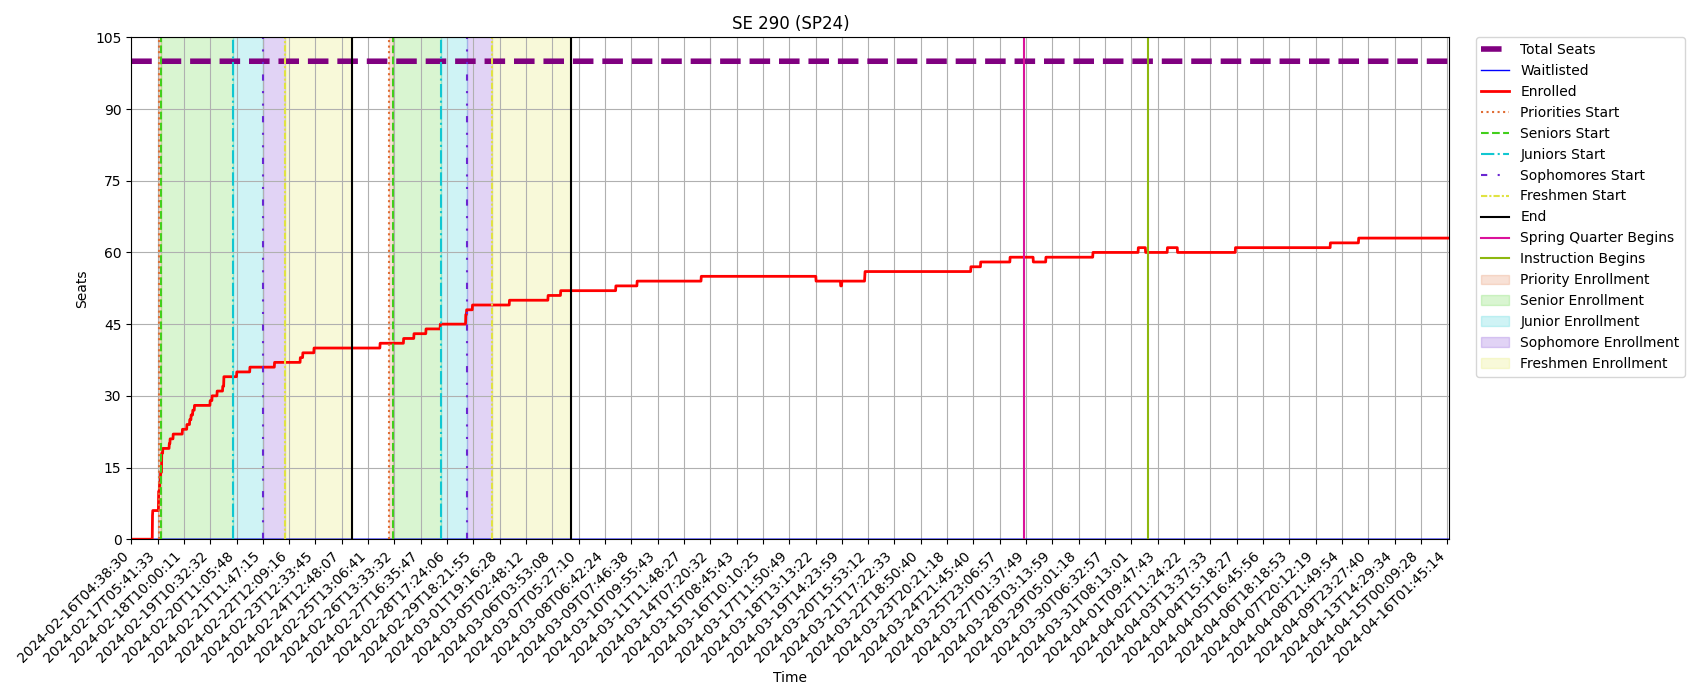 SE 290 (SP24)
105
90
75
60
45
30
15
0
Seats
2024-02-16T04:38:30
2024-02-17T05:41:33
2024-02-18T10:00:11
2024-02-19T10:32:32
2024-02-20T11:05:48
2024-02-21T11:47:15
2024-02-22T12:09:16
2024-02-23T12:33:45
2024-02-24T12:48:07
2024-02-25T13:06:41
2024-02-26T13:33:32
2024-02-27T16:35:47
2024-02-28T17:24:06
2024-02-29T18:21:55
2024-03-01T19:16:28
2024-03-05T02:48:12
2024-03-06T03:53:08
2024-03-07T05:27:10
2024-03-08T06:42:24
2024-03-09T07:46:38
2024-03-10T09:55:43
2024-03-11T11:48:27
2024-03-14T07:20:32
2024-03-15T08:45:43
2024-03-16T10:10:25
2024-03-17T11:50:49
2024-03-18T13:13:22
2024-03-19T14:23:59
2024-03-20T15:53:12
2024-03-21T17:22:33
2024-03-22T18:50:40
2024-03-23T20:21:18
2024-03-24T21:45:40
2024-03-25T23:06:57
2024-03-27T01:37:49
2024-03-28T03:13:59
2024-03-29T05:01:18
2024-03-30T06:32:57
2024-03-31T08:13:01
2024-04-01T09:47:43
2024-04-02T11:24:22
2024-04-03T13:37:33
2024-04-04T15:18:27
2024-04-05T16:45:56
2024-04-06T18:18:53
2024-04-07T20:12:19
2024-04-08T21:49:54
2024-04-09T23:27:40
2024-04-13T14:29:34
2024-04-15T00:09:28
2024-04-16T01:45:14
Time
Total Seats
Waitlisted
Enrolled
Priorities Start
Seniors Start
Juniors Start
Sophomores Start
Freshmen Start
End
Spring Quarter Begins
Instruction Begins
Priority Enrollment
Senior Enrollment
Junior Enrollment
Sophomore Enrollment
Freshmen Enrollment